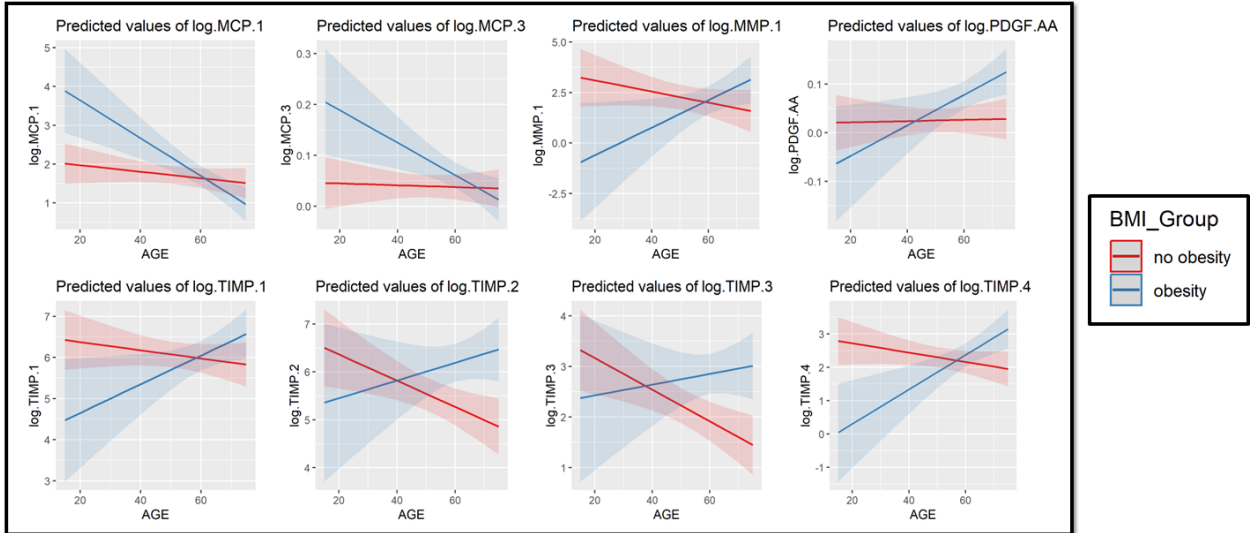 Predicted values of log.MCP.1
5
4
3
2
1
log.MCP.1
20 40 60
AGE
Predicted values of log.MCP.3
0.3
0.2
0.1
0.0
log.MCP.3
20 40 60
AGE
Predicted values of log.MMP.1
5.0
2.5
0.0
-2.5
log.MMP.1
20 40 60
AGE
Predicted values of log.PDGF.AA
0.1
0.0
-0.1
log.PDGF.AA
20 40 60
AGE
Predicted values of log.TIMP.1
7
6
5
4
3
log.TIMP.1
20 40 60
AGE
Predicted values of log.TIMP.2
7
6
5
4
log.TIMP.2
20 40 60
AGE
Predicted values of log.TIMP.3
4
3
2
1
log.TIMP.3
20 40 60
AGE
Predicted values of log.TIMP.4
3
2
1
0
-1
log.TIMP.4
20 40 60
AGE
BMI_Group
no obesity
obesity